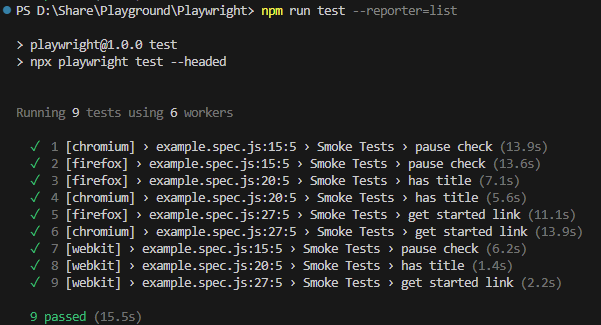 PS D:\Share\Playground\Playwright> npm run test --reporter=list
> playwright@1.0.0 test
> npx playwright test --headed
Running 9 tests using 6 workers
✓ 1 [chromium] › example.spec.js:15:5 › Smoke Tests › pause check (13.9s)
✓ 2 [firefox] › example.spec.js:15:5 › Smoke Tests › pause check (13.6s)
✓ 3 [firefox] › example.spec.js:20:5 › Smoke Tests › has title (7.1s)
✓ 4 [chromium] › example.spec.js:20:5 › Smoke Tests › has title (5.6s)
✓ 5 [firefox] › example.spec.js:27:5 › Smoke Tests › get started link (11.1s)
✓ 6 [chromium] › example.spec.js:27:5 › Smoke Tests › get started link (13.9s)
✓ 7 [webkit] › example.spec.js:15:5 › Smoke Tests › pause check (6.2s)
✓ 8 [webkit] › example.spec.js:20:5 › Smoke Tests › has title (1.4s)
✓ 9 [webkit] › example.spec.js:27:5 › Smoke Tests › get started link (2.2s)
9 passed (15.5s)